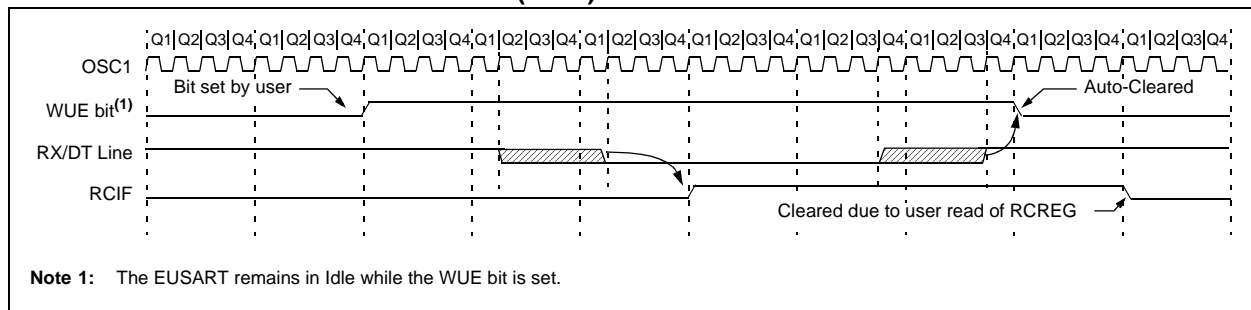 Q1 Q2 Q3 Q4 Q1 Q2 Q3 Q4 Q1 Q2 Q3 Q4 Q1 Q2 Q3 Q4 Q1 Q2 Q3 Q4 Q1 Q2 Q3 Q4 Q1 Q2 Q3 Q4 Q1 Q2 Q3 Q4 Q1 Q2 Q3 Q4 Q1 Q2 Q3 Q4
OSC1
Bit set by user
Auto-Cleared
WUE bit(1)
RX/DT Line
RCIF
Cleared due to user read of RCREG
Note 1: The EUSART remains in Idle while the WUE bit is set.